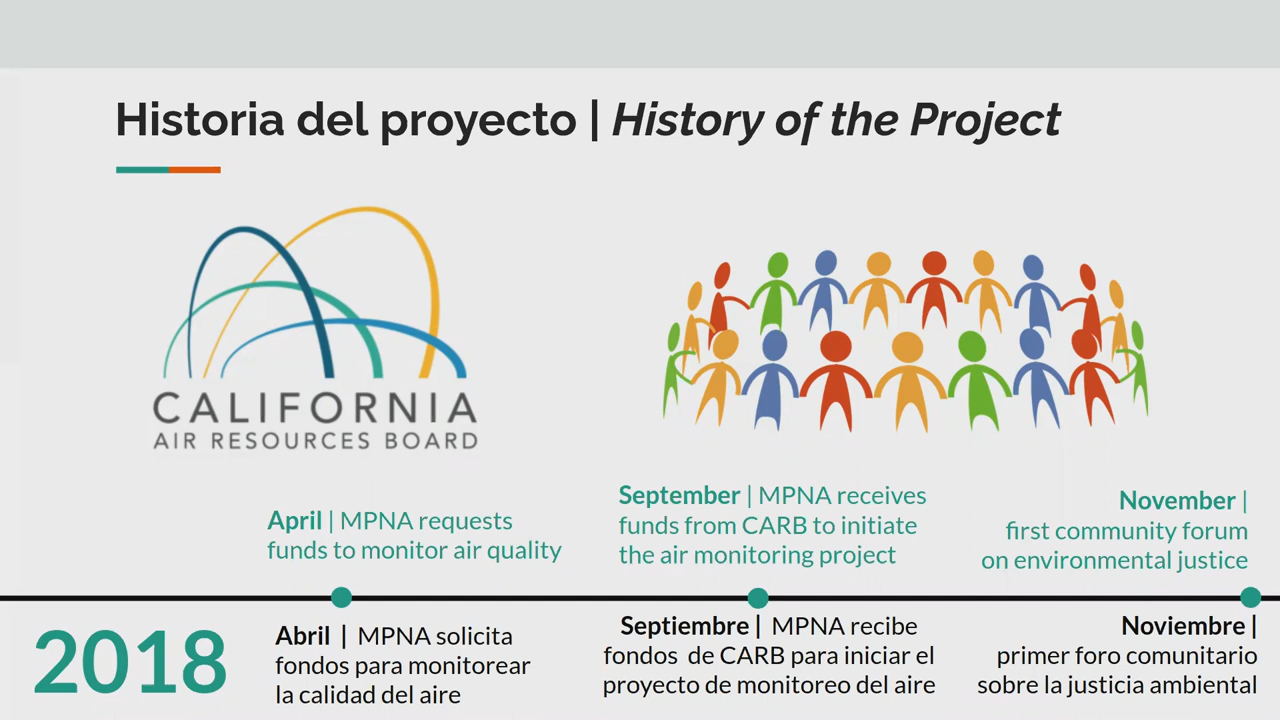 Historia del proyecto | History of the Project
CALIFORNIA
AIR RESOURCES BOARD
April | MPNA requests
funds to monitor air quality
September | MPNA receives
funds from CARB to initiate
the air monitoring project
November |
first community forum
on environmental justice
2018
Abril | MPNA solicita
fondos para monitorear
la calidad del aire
Septiembre | MPNA recibe
fondos de CARB para iniciar el
proyecto de monitoreo del aire
Noviembre |
primer foro comunitario
sobre la justicia ambiental